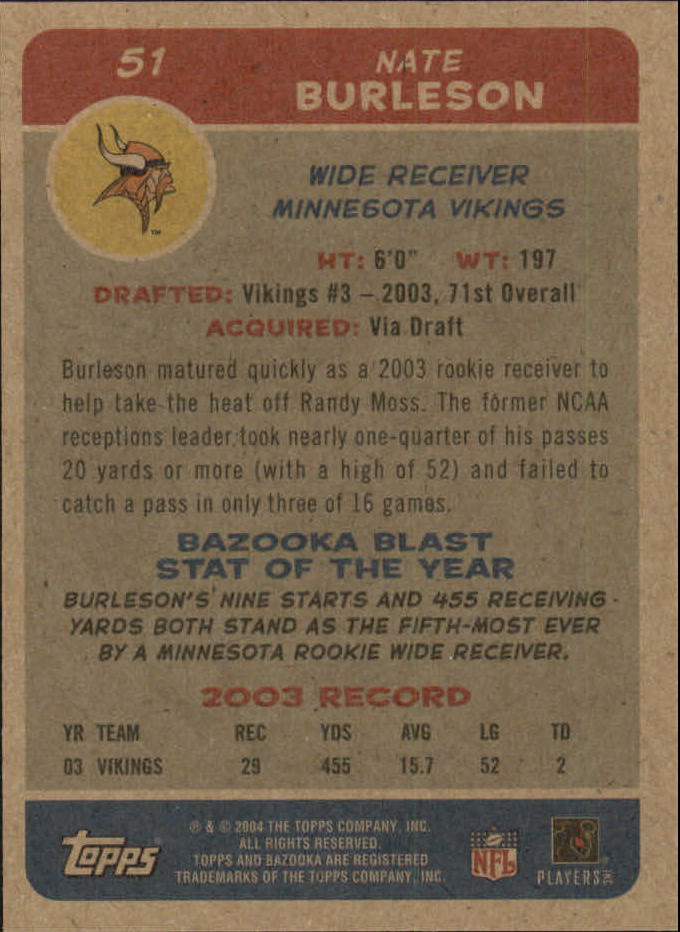 51
NATE
BURLESON
WIDE RECEIVER
MINNESOTA VIKINGS
TM
HT: 6'0" WT: 197
DRAFTED: Vikings #3 – 2003, 71st Overall
ACQUIRED: Via Draft
Burleson matured quickly as a 2003 rookie receiver to
help take the heat off Randy Moss. The former NCAA
receptions leader took nearly one-quarter of his passes
20 yards or more (with a high of 52) and failed to
catch a pass in only three of 16 games.
BAZOOKA BLAST
STAT OF THE YEAR
BURLESON'S NINE STARTS AND 455 RECEIVING
YARDS BOTH STAND AS THE FIFTH-MOST EVER
BY A MINNESOTA ROOKIE WIDE RECEIVER.
2003 RECORD
YR TEAM REC YDS AVG LG TD
03 VIKINGS 29 455 15.7 52 2
Topps
℗ & © 2004 THE TOPPS COMPANY, INC.
ALL RIGHTS RESERVED.
TOPPS AND BAZOOKA ARE REGISTERED
TRADEMARKS OF THE TOPPS COMPANY, INC.
NFL
PLAYERS INC